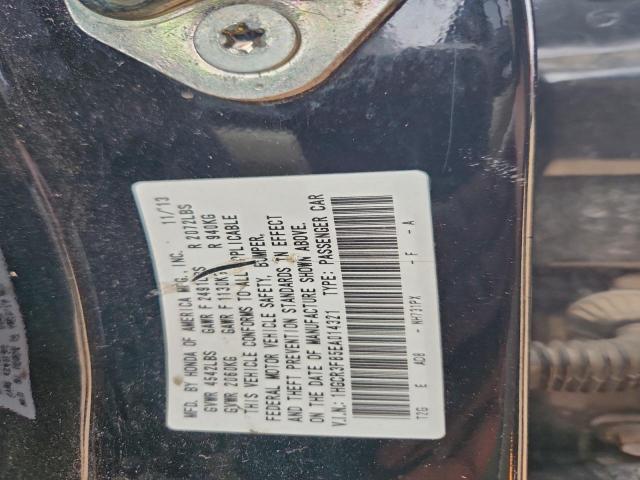 MFD. BY HONDA OF AMERICA MFG., INC. 11/13
GVWR 4542LBS GAWR F 2491LBS R 2072LBS
GVWR 2060KG GAWR F 1130KG R 940KG
THIS VEHICLE CONFORMS TO ALL APPLICABLE
FEDERAL MOTOR VEHICLE SAFETY, BUMPER,
AND THEFT PREVENTION STANDARDS IN EFFECT
ON THE DATE OF MANUFACTURE SHOWN ABOVE.
V.I.N.: 1HGCR3F85EA014321 TYPE: PASSENGER CAR
T2G E AC8 - NH731PX - F - A